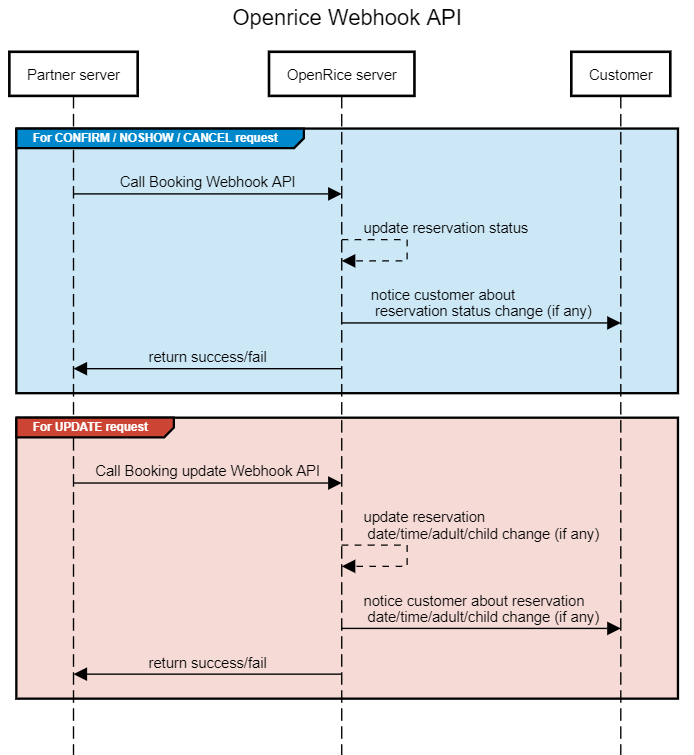 Openrice Webhook API
Partner server
OpenRice server
Customer
For CONFIRM / NOSHOW / CANCEL request
Call Booking Webhook API
update reservation status
notice customer about
reservation status change (if any)
return success/fail
For UPDATE request
Call Booking update Webhook API
update reservation
date/time/adult/child change (if any)
notice customer about reservation
date/time/adult/child change (if any)
return success/fail